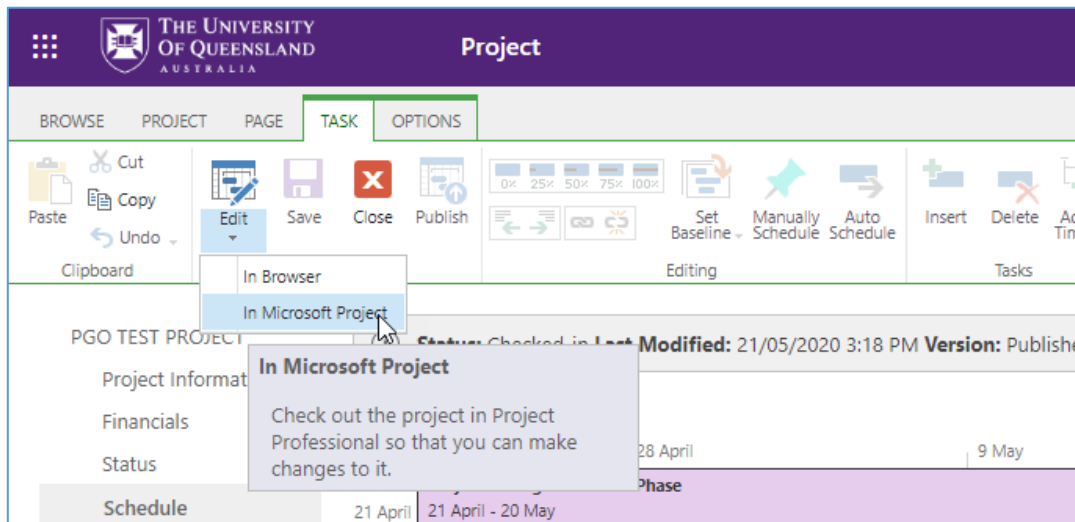 THE UNIVERSITY
OF QUEENSLAND
AUSTRALIA
Project
BROWSE PROJECT PAGE TASK OPTIONS
Cut
Copy
Undo
Paste
Clipboard
Edit
Save
Close
Publish
0% 25% 50% 75% 100%
Set
Baseline
Manually
Schedule
Auto
Schedule
Editing
Insert
Delete
Tasks
In Browser
In Microsoft Project
PGO TEST PROJECT
Status: Checked-in Last Modified: 21/05/2020 3:18 PM Version: Publishe
In Microsoft Project
Check out the project in Project
Professional so that you can make
changes to it.
Project Informat
Financials
Status
Schedule
28 April
9 May
Phase
21 April
21 April - 20 May